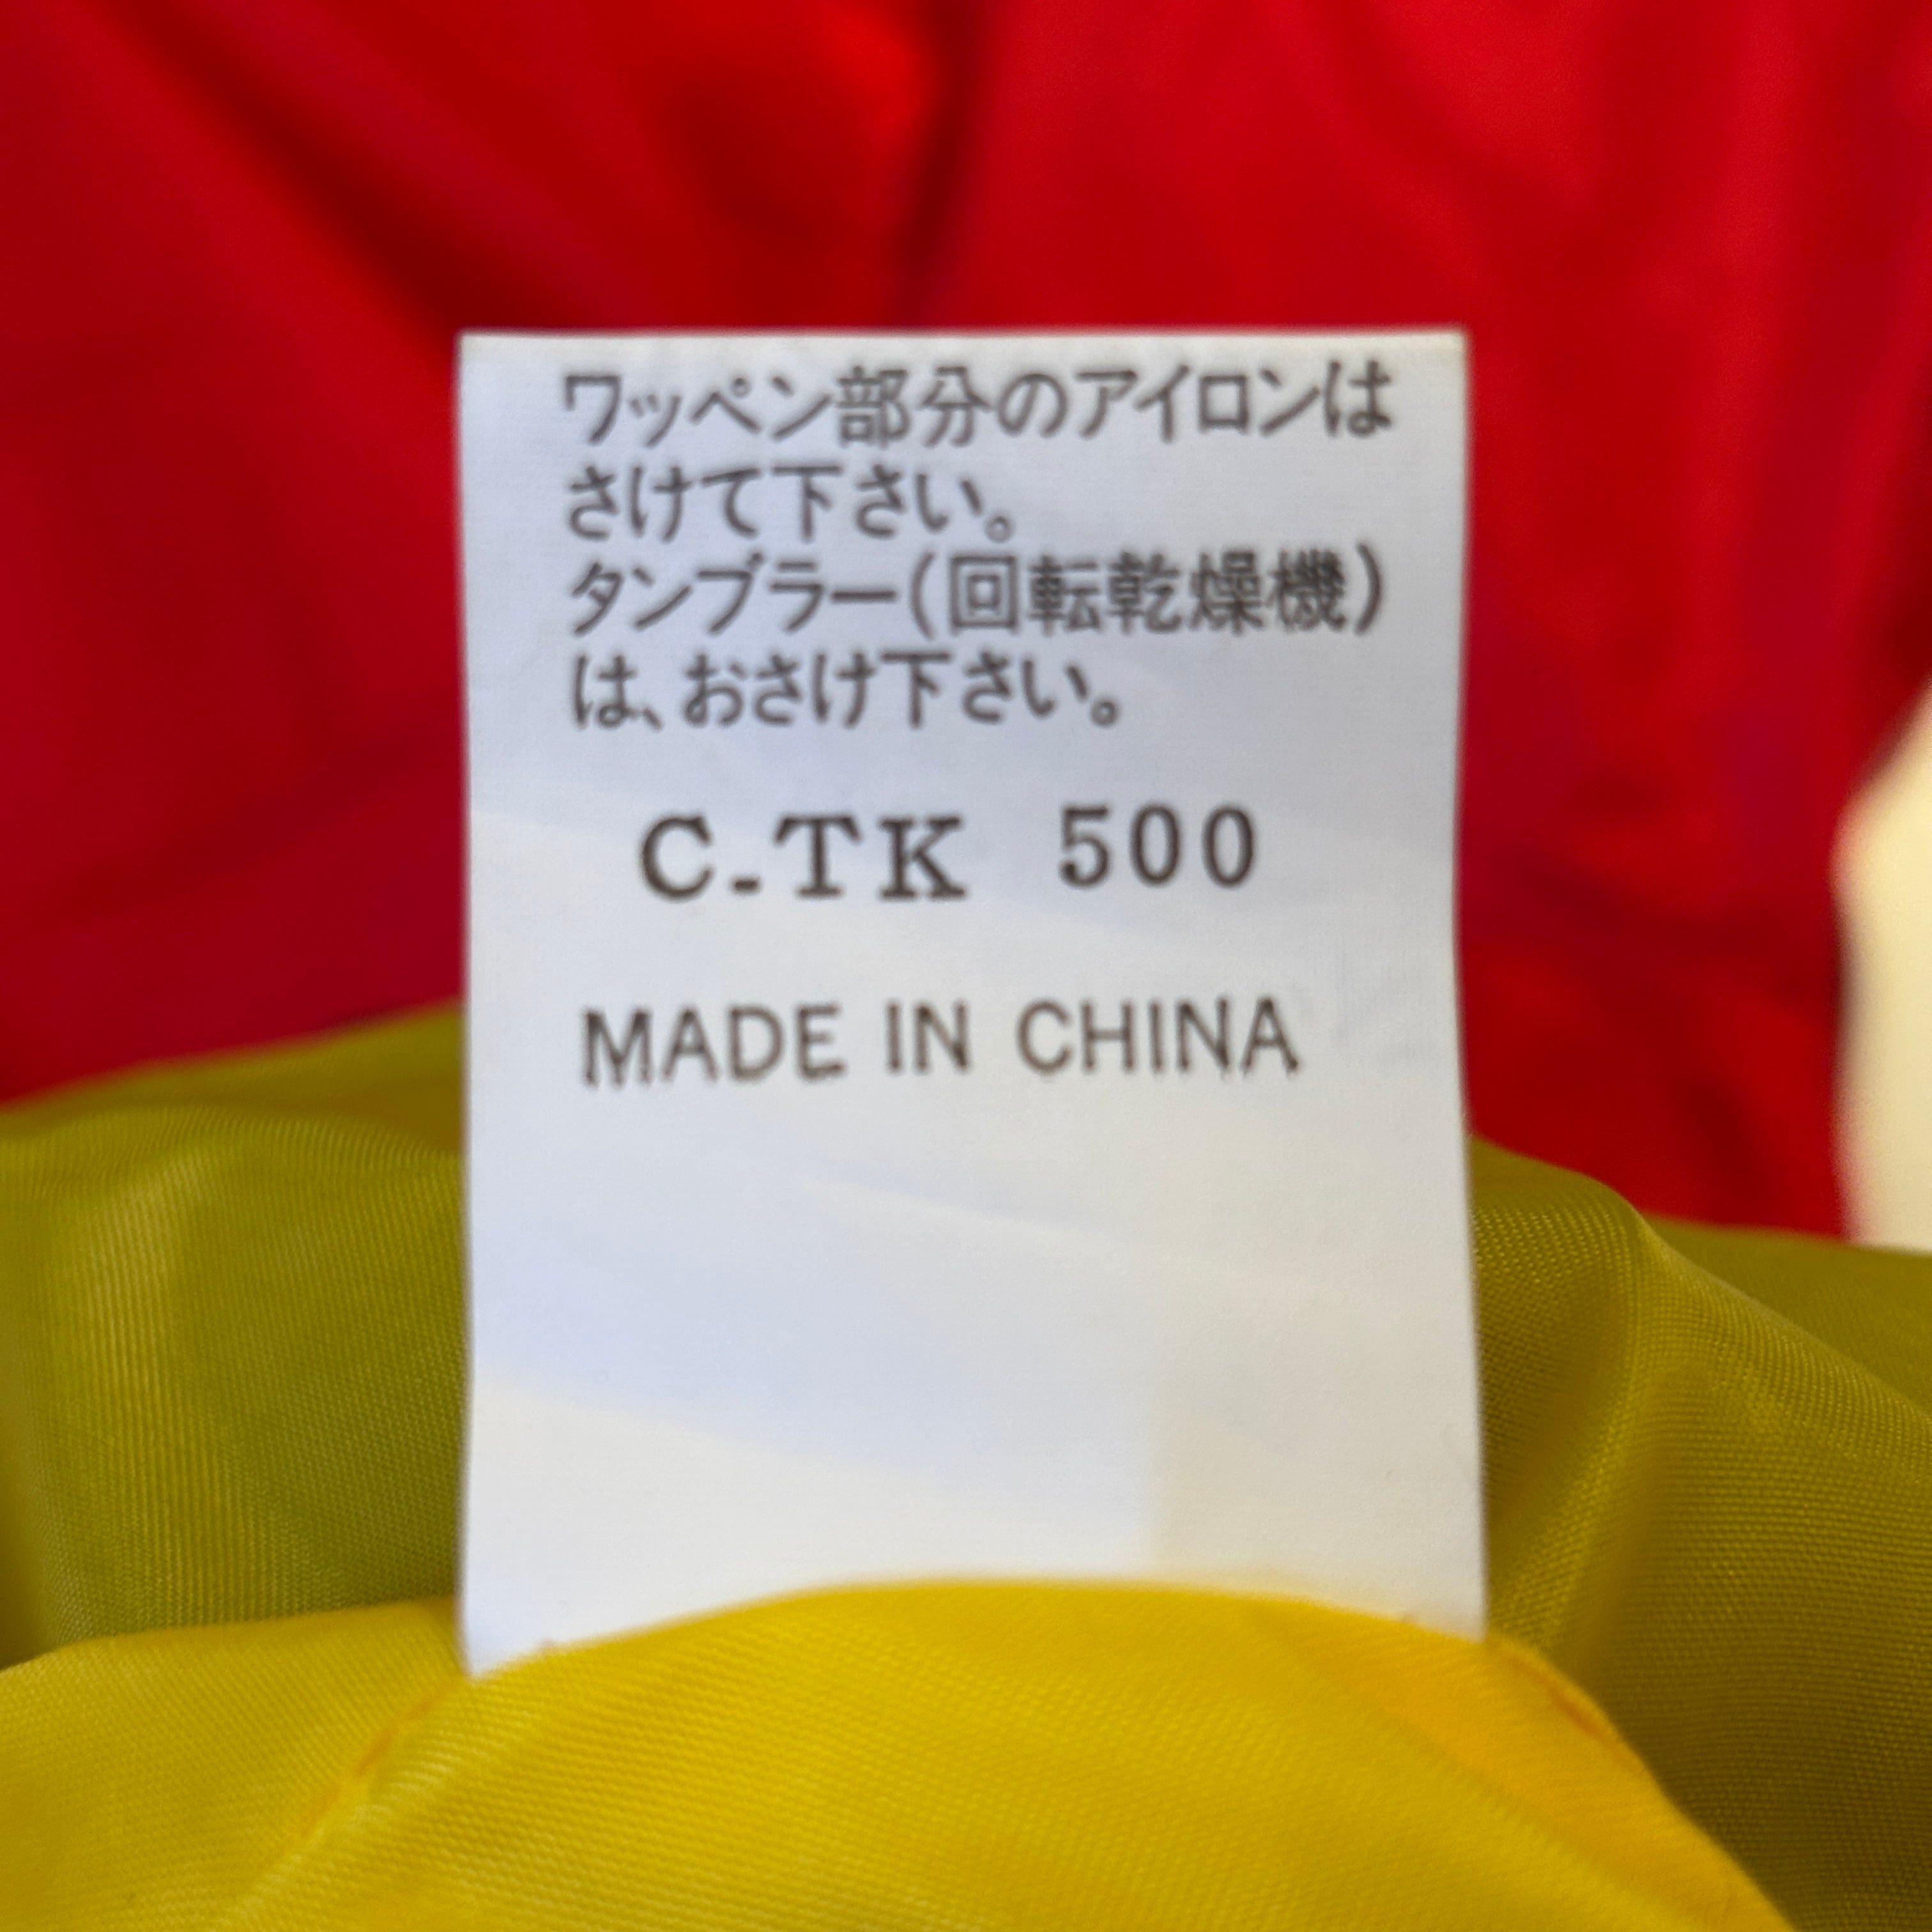 ワッペン部分のアイロンは
さけて下さい。
タンブラー(回転乾燥機)
は、おさけ下さい。
C-TK 500
MADE IN CHINA